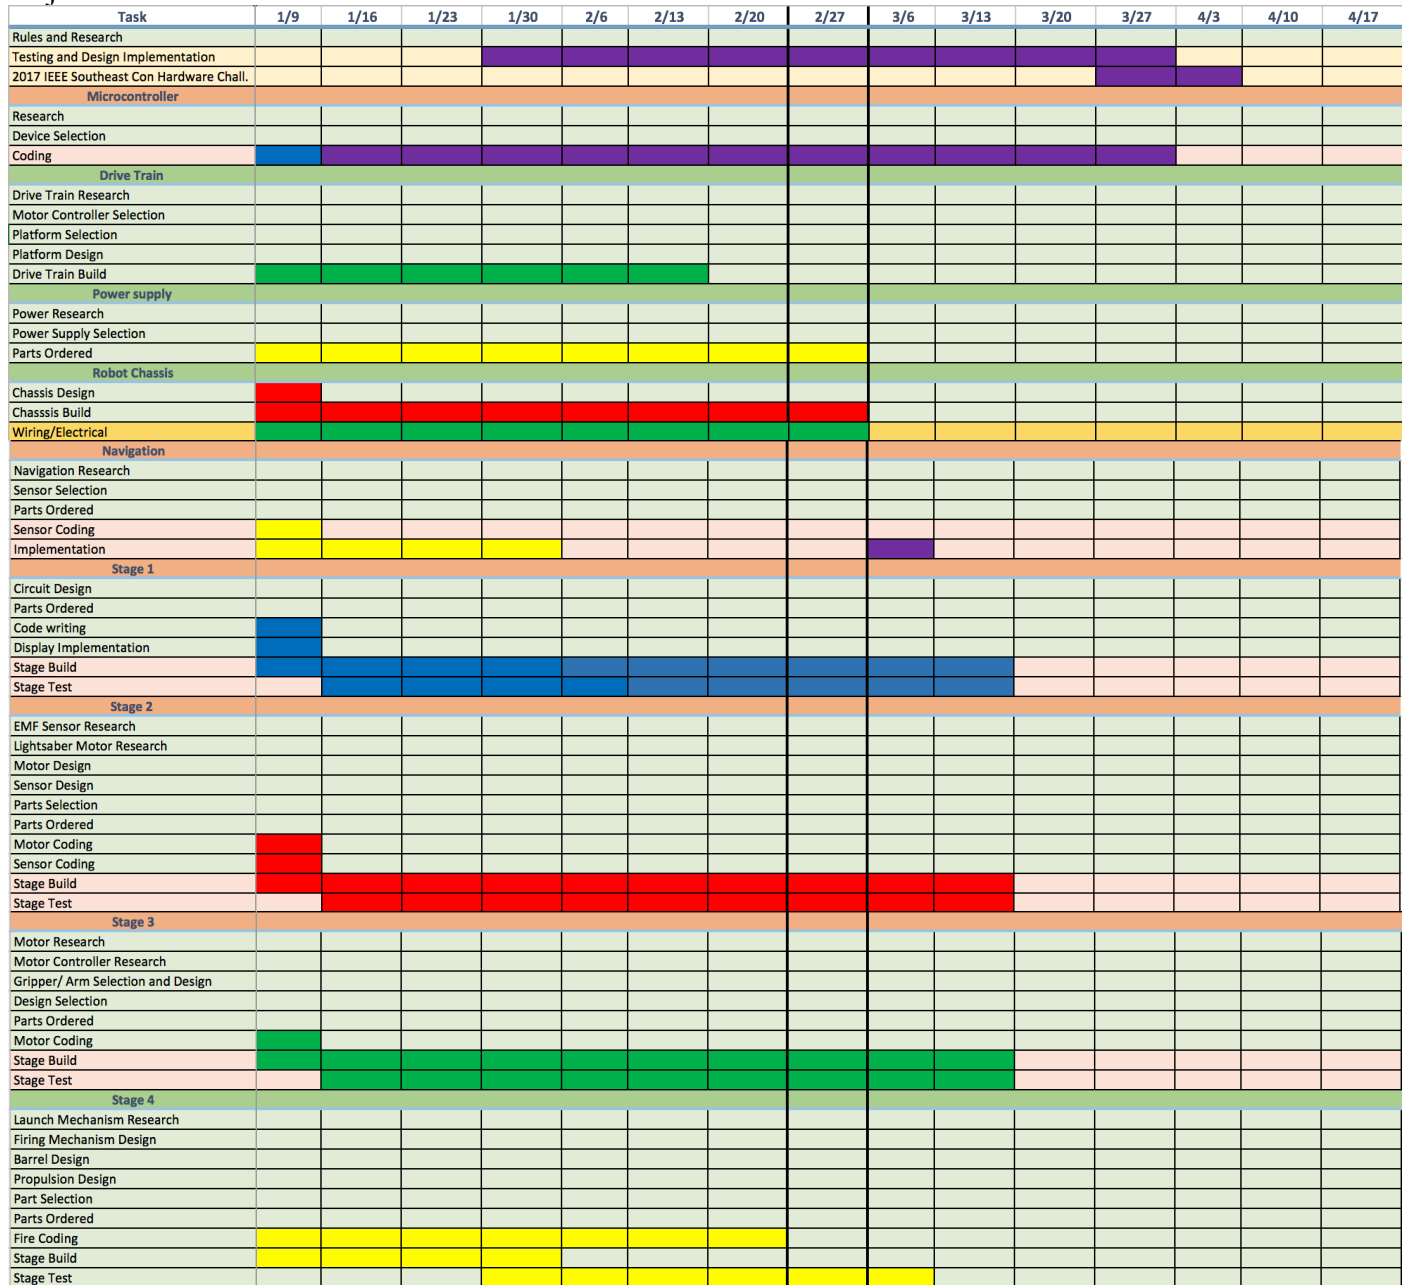 Task 1/9 1/16 1/23 1/30 2/6 2/13 2/20 2/27 3/6 3/13 3/20 3/27 4/3 4/10 4/17
Rules and Research
Testing and Design Implementation
2017 IEEE Southeast Con Hardware Chall.
Microcontroller
Research
Device Selection
Coding
Drive Train
Drive Train Research
Motor Controller Selection
Platform Selection
Platform Design
Drive Train Build
Power supply
Power Research
Power Supply Selection
Parts Ordered
Robot Chassis
Chassis Design
Chasssis Build
Wiring/Electrical
Navigation
Navigation Research
Sensor Selection
Parts Ordered
Sensor Coding
Implementation
Stage 1
Circuit Design
Parts Ordered
Code writing
Display Implementation
Stage Build
Stage Test
Stage 2
EMF Sensor Research
Lightsaber Motor Research
Motor Design
Sensor Design
Parts Selection
Parts Ordered
Motor Coding
Sensor Coding
Stage Build
Stage Test
Stage 3
Motor Research
Motor Controller Research
Gripper/ Arm Selection and Design
Design Selection
Parts Ordered
Motor Coding
Stage Build
Stage Test
Stage 4
Launch Mechanism Research
Firing Mechanism Design
Barrel Design
Propulsion Design
Part Selection
Parts Ordered
Fire Coding
Stage Build
Stage Test